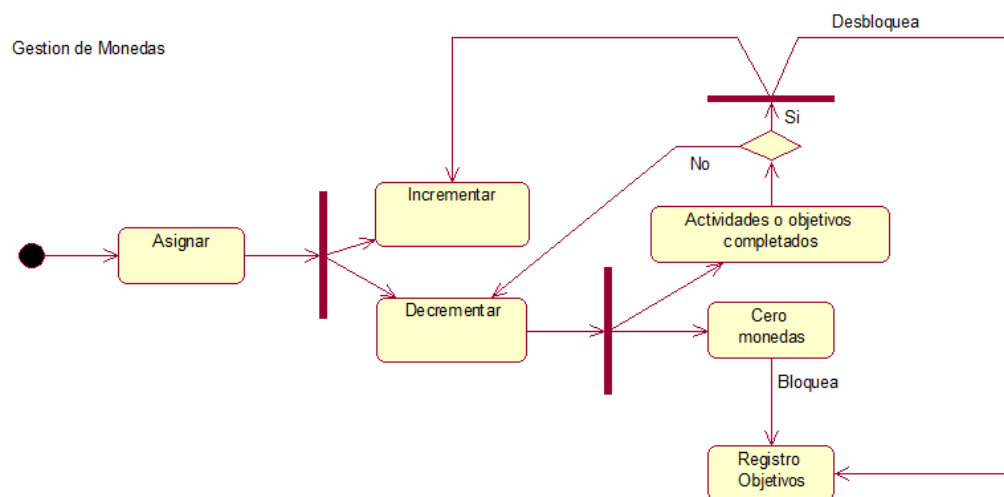 Desbloquea
Gestion de Monedas
Si
No
Incrementar
Actividades o objetivos
completados
Asignar
Decrementar
Cero
monedas
Bloquea
Registro
Objetivos